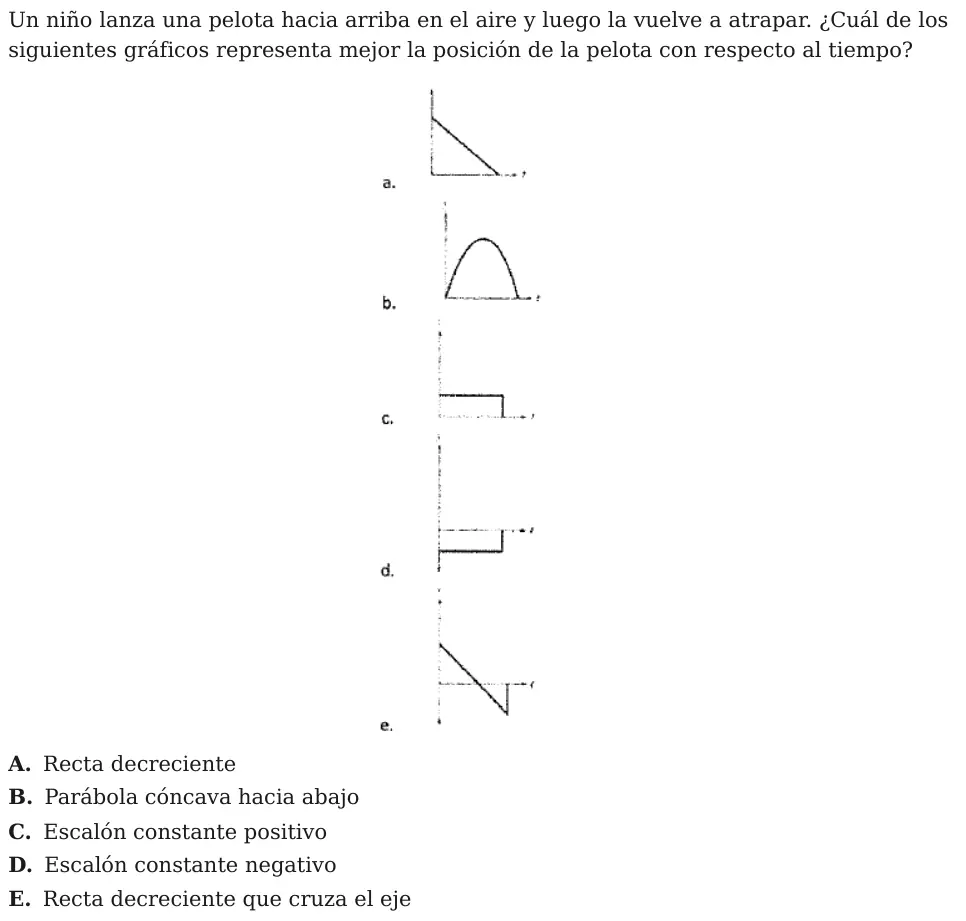 Un niño lanza una pelota hacia arriba en el aire y luego la vuelve a atrapar. ¿Cuál de los
siguientes gráficos representa mejor la posición de la pelota con respecto al tiempo?
a.
b.
c.
d.
e.
A. Recta decreciente
B. Parábola cóncava hacia abajo
C. Escalón constante positivo
D. Escalón constante negativo
E. Recta decreciente que cruza el eje